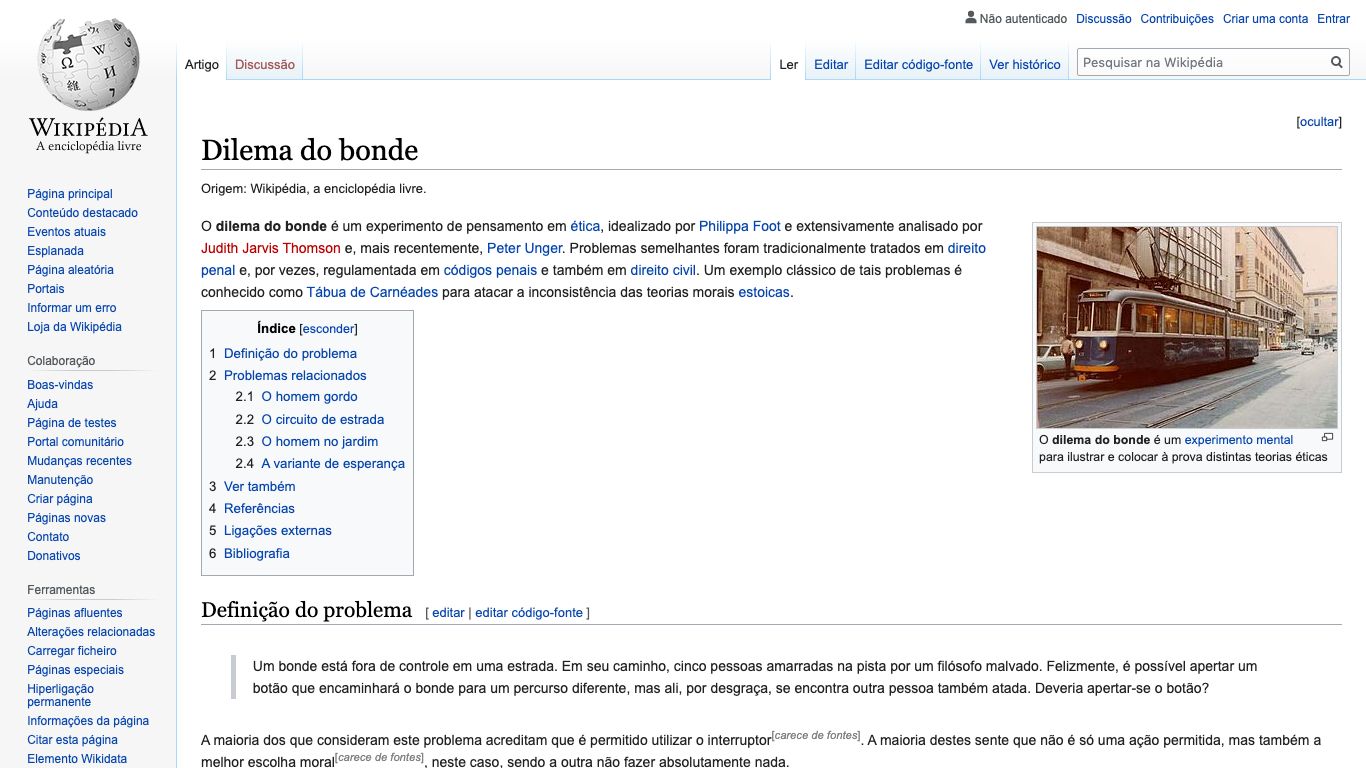 Não autenticado Discussão Contribuições Criar uma conta Entrar
WIKIPÉDIA
A enciclopédia livre
Artigo Discussão Ler Editar Editar código-fonte Ver histórico Pesquisar na Wikipédia
[ocultar]
Dilema do bonde
Origem: Wikipédia, a enciclopédia livre.
O dilema do bonde é um experimento de pensamento em ética, idealizado por Philippa Foot e extensivamente analisado por
Judith Jarvis Thomson e, mais recentemente, Peter Unger. Problemas semelhantes foram tradicionalmente tratados em direito
penal e, por vezes, regulamentada em códigos penais e também em direito civil. Um exemplo clássico de tais problemas é
conhecido como Tábua de Carnéades para atacar a inconsistência das teorias morais estoicas.
O dilema do bonde é um experimento mental
para ilustrar e colocar à prova distintas teorias éticas
Índice [esconder]
1 Definição do problema
2 Problemas relacionados
2.1 O homem gordo
2.2 O circuito de estrada
2.3 O homem no jardim
2.4 A variante de esperança
3 Ver também
4 Referências
5 Ligações externas
6 Bibliografia
Definição do problema [ editar | editar código-fonte ]
Um bonde está fora de controle em uma estrada. Em seu caminho, cinco pessoas amarradas na pista por um filósofo malvado. Felizmente, é possível apertar um
botão que encaminhará o bonde para um percurso diferente, mas ali, por desgraça, se encontra outra pessoa também atada. Deveria apertar-se o botão?
A maioria dos que consideram este problema acreditam que é permitido utilizar o interruptor[carece de fontes]. A maioria destes sente que não é só uma ação permitida, mas também a
melhor escolha moral[carece de fontes], neste caso, sendo a outra não fazer absolutamente nada.
Página principal
Conteúdo destacado
Eventos atuais
Esplanada
Página aleatória
Portais
Informar um erro
Loja da Wikipédia
Colaboração
Boas-vindas
Ajuda
Página de testes
Portal comunitário
Mudanças recentes
Manutenção
Criar página
Páginas novas
Contato
Donativos
Ferramentas
Páginas afluentes
Alterações relacionadas
Carregar ficheiro
Páginas especiais
Hiperligação
permanente
Informações da página
Citar esta página
Elemento Wikidata